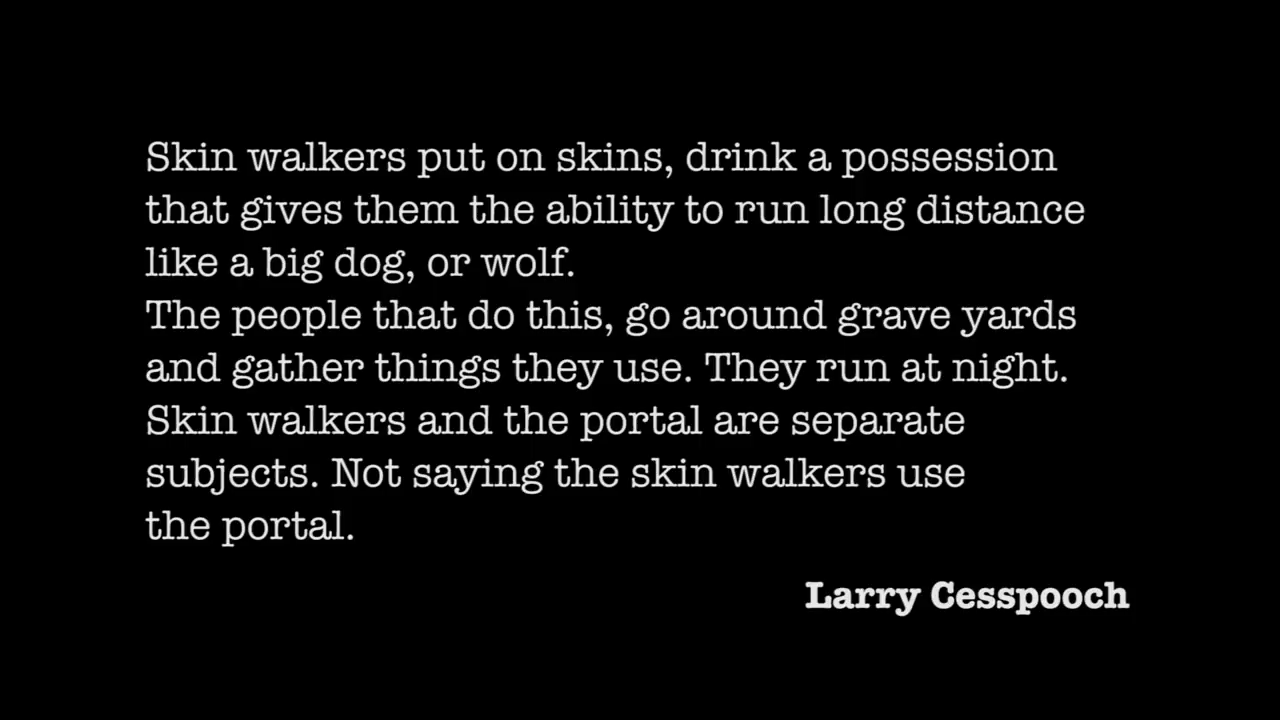 Skin walkers put on skins, drink a possession
that gives them the ability to run long distance
like a big dog, or wolf.
The people that do this, go around grave yards
and gather things they use. They run at night.
Skin walkers and the portal are separate
subjects. Not saying the skin walkers use
the portal.
Larry Cesspooch